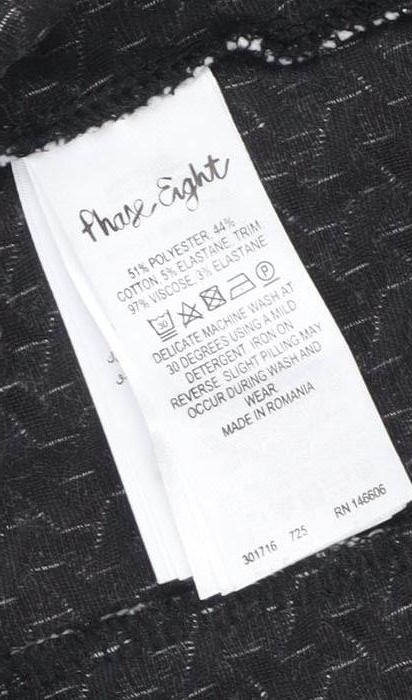 Phase Eight
51% POLYESTER, 44%
COTTON, 5% ELASTANE, TRIM
97% VISCOSE, 3% ELASTANE
30 P
DELICATE MACHINE WASH AT
30 DEGREES USING A MILD
DETERGENT IRON ON
REVERSE SLIGHT PILLING MAY
OCCUR DURING WASH AND
WEAR
MADE IN ROMANIA
301716 725 RN 146606